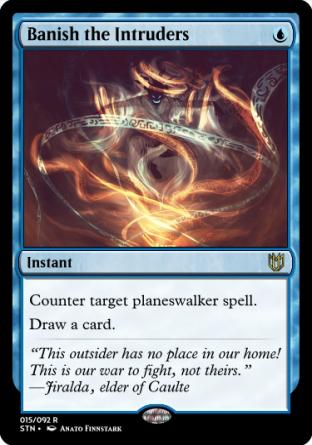 Banish the Intruders
Instant
Counter target planeswalker spell.
Draw a card.
“This outsider has no place in our home!
This is our war to fight, not theirs.”
—Jiralda, elder of Caulte
015/092 R
STN • Anato Finnstark